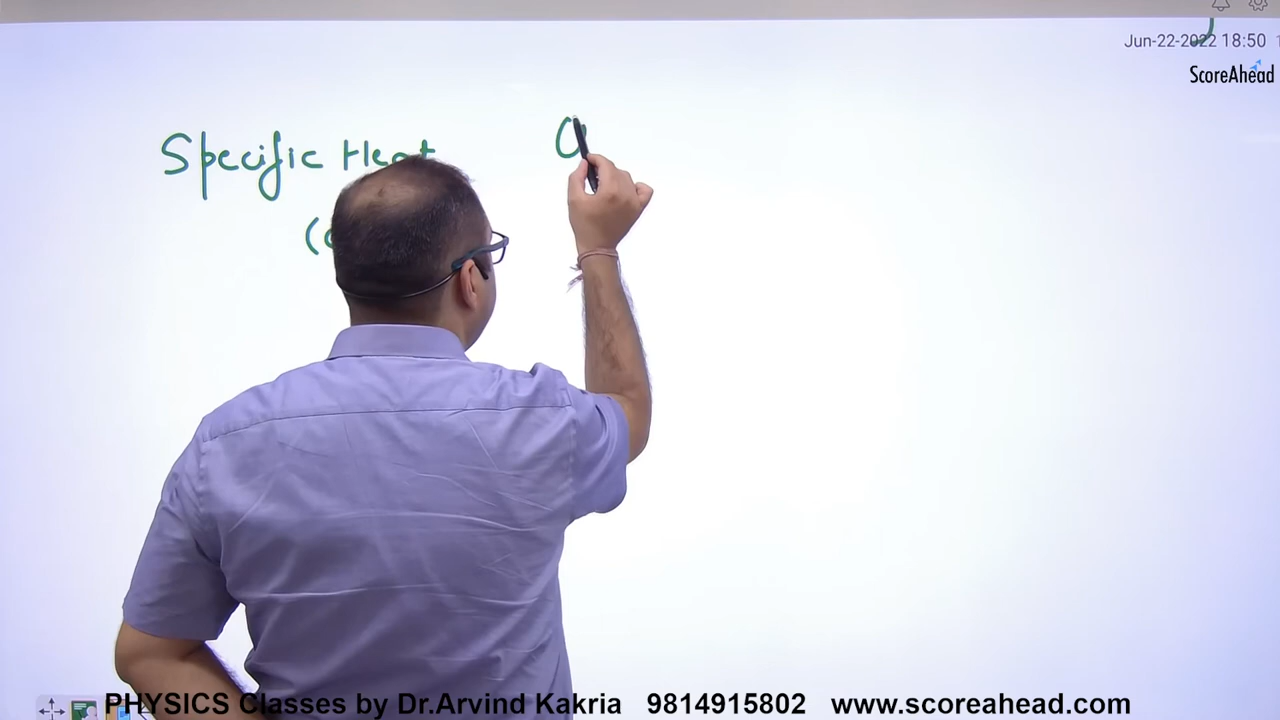 Jun-22-2022 18:50
ScoreAhead
Specific Heat
(c
PHYSICS Classes by Dr.Arvind Kakria 9814915802 www.scoreahead.com